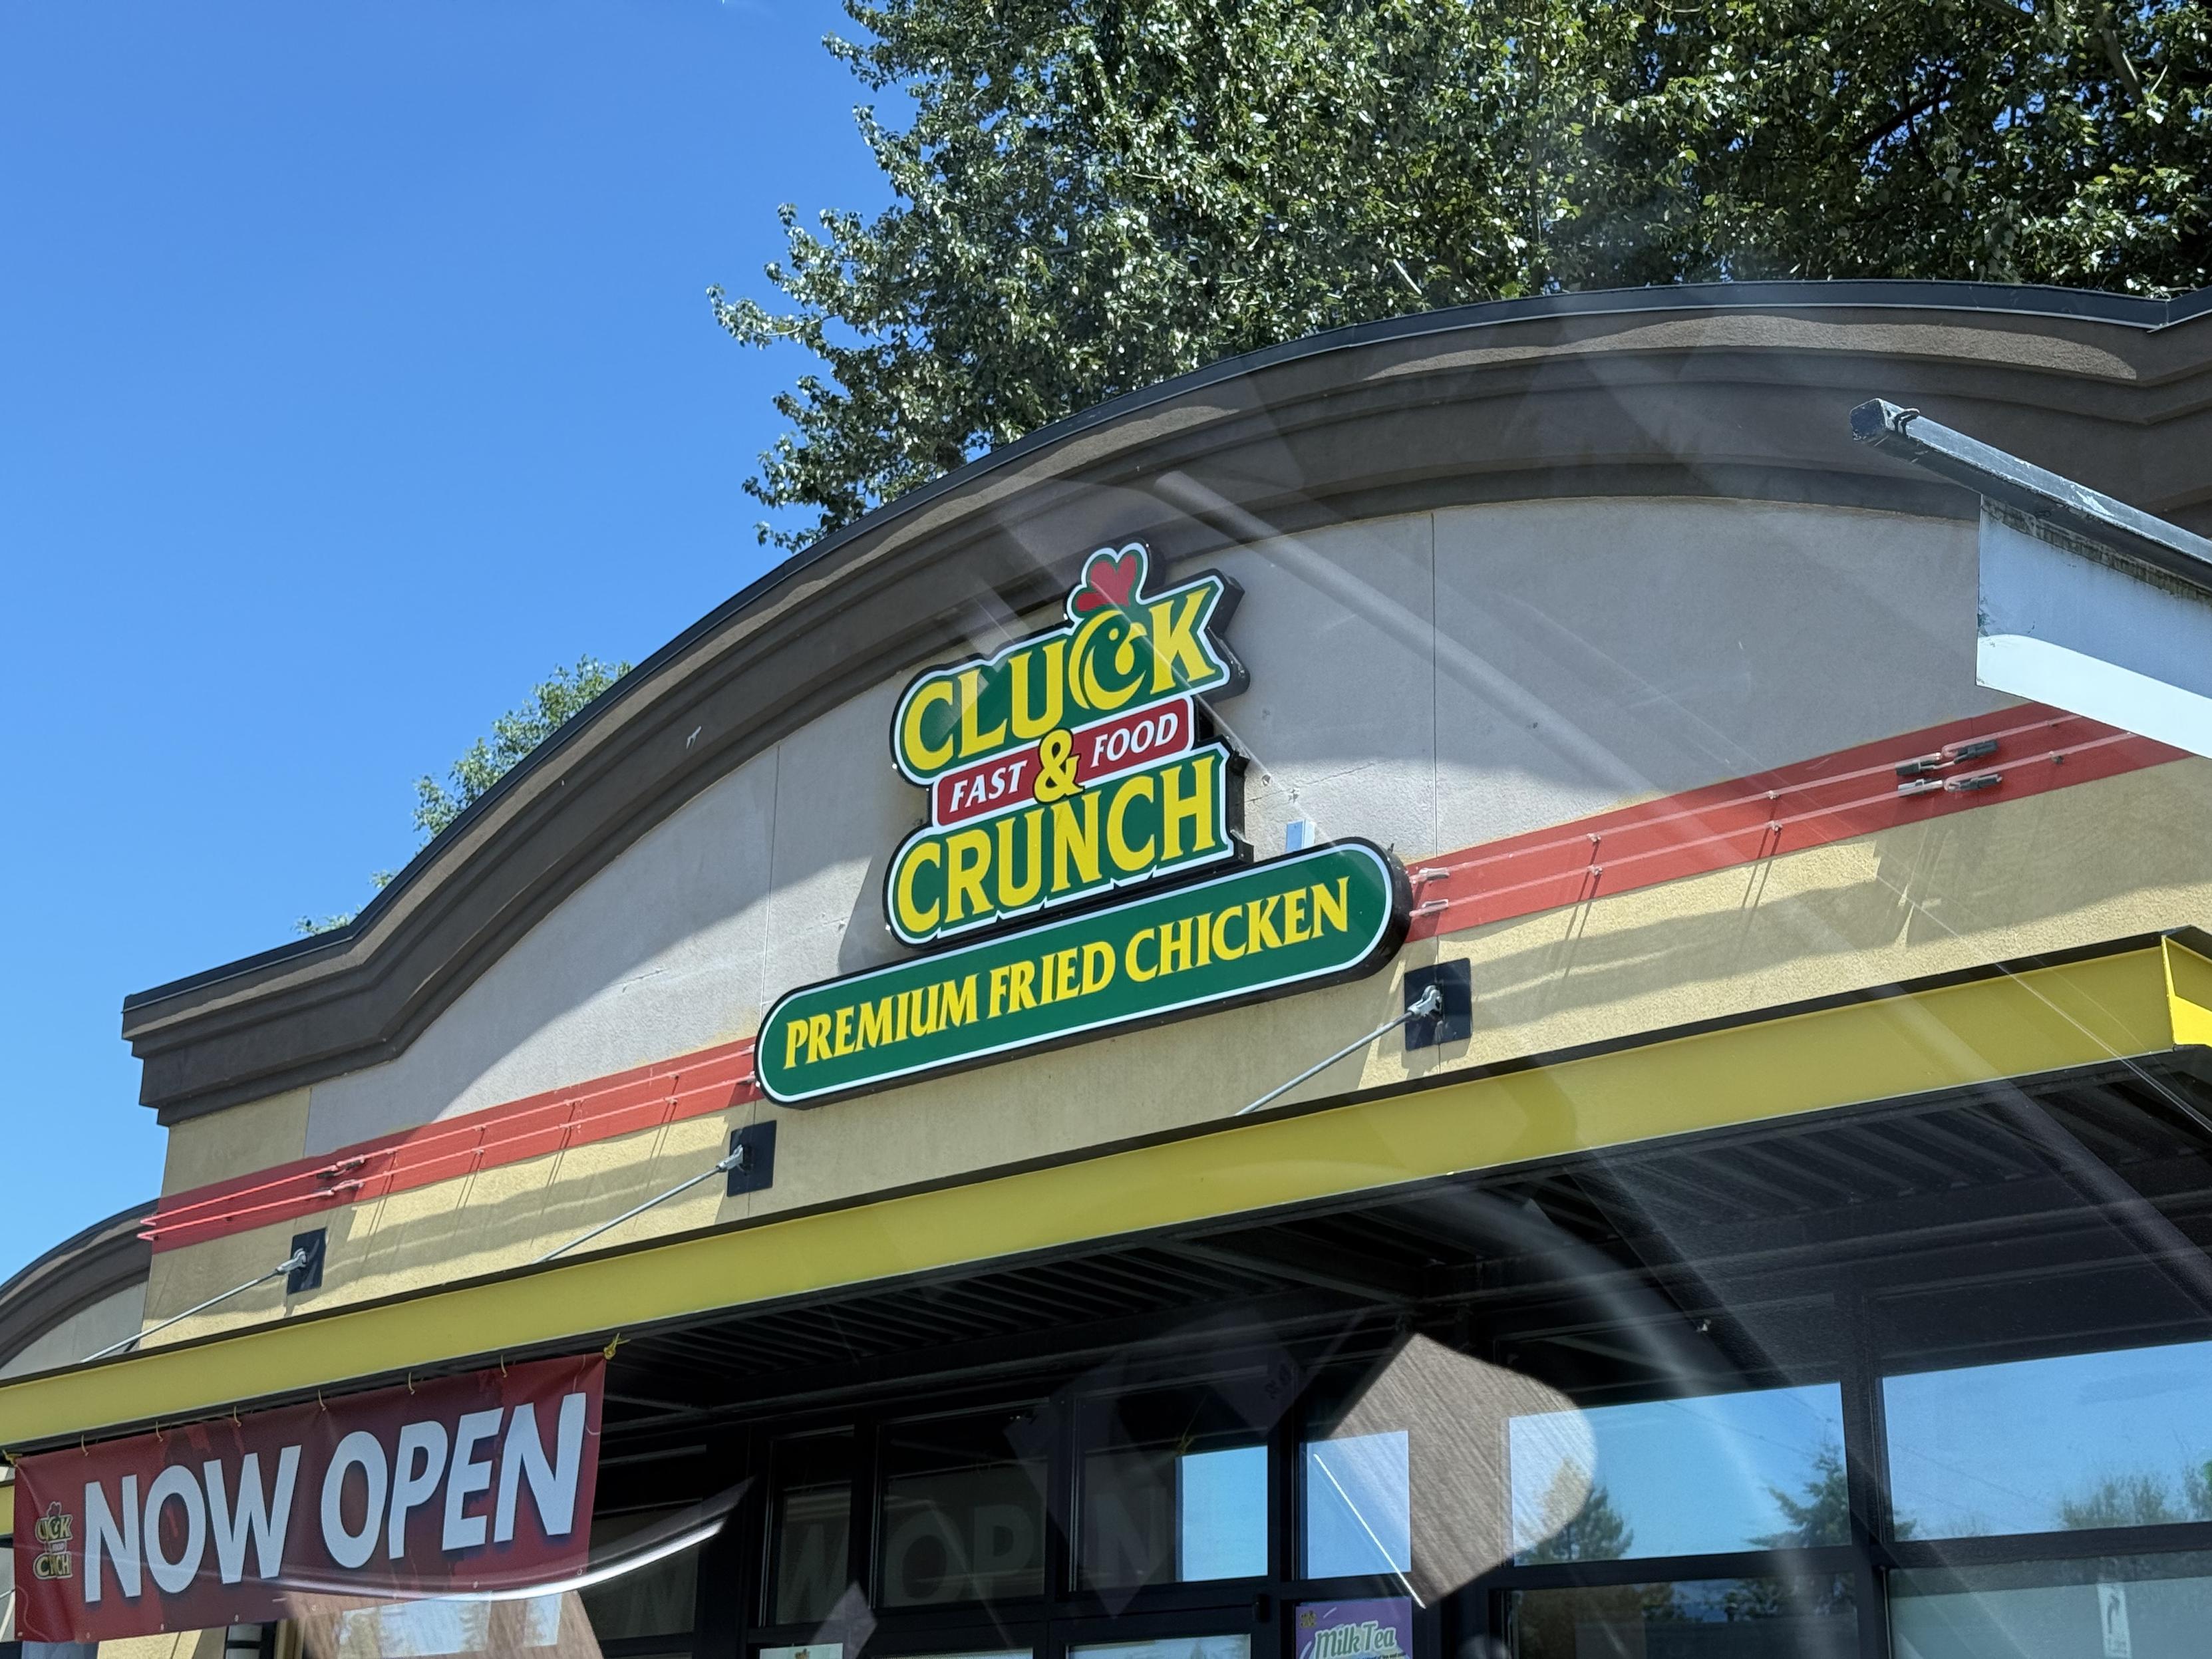 CLUCK
FAST & FOOD
CRUNCH
PREMIUM FRIED CHICKEN
NOW OPEN
Milk Tea